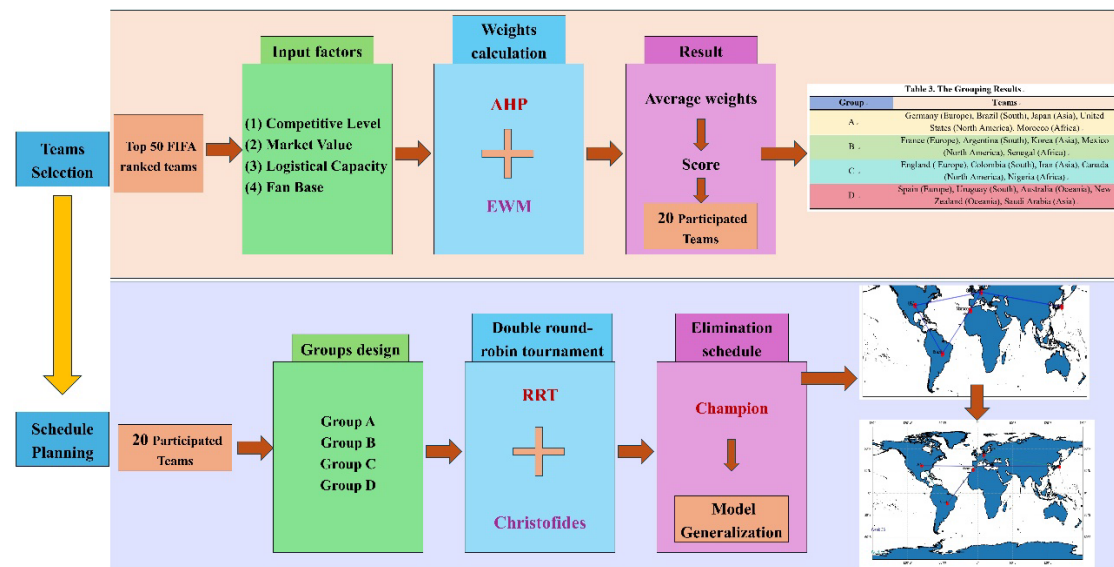 Teams
Selection
Top 50 FIFA
ranked teams
Input factors
(1) Competitive Level
(2) Market Value
(3) Logistical Capacity
(4) Fan Base
Weights
calculation
AHP
EWM
Result
Average weights
Score
20 Participated
Teams
Table 3. The Grouping Results
Group
Teams
A
Germany (Europe), Brazil (South), Japan (Asia), United
States (North America). Morocco (Africa)
B
France (Europe), Argentina (South), Korea (Asia), Mexico
(North America), Senegal (Africa)
C
England ( Europe), Colombia (South), Iran (Asia), Canada
(North America), Nigeria (Africa)
D
Spain (Europe), Uruguay (South), Australia (Oceania), New
Zealand (Oceania), Saudi Arabia (Asia)
Schedule
Planning
20 Participated
Teams
Groups design
Group A
Group B
Group C
Group D
Double round-
robin tournament
RRT
Christofides
Elimination
schedule
Champion
Model
Generalization